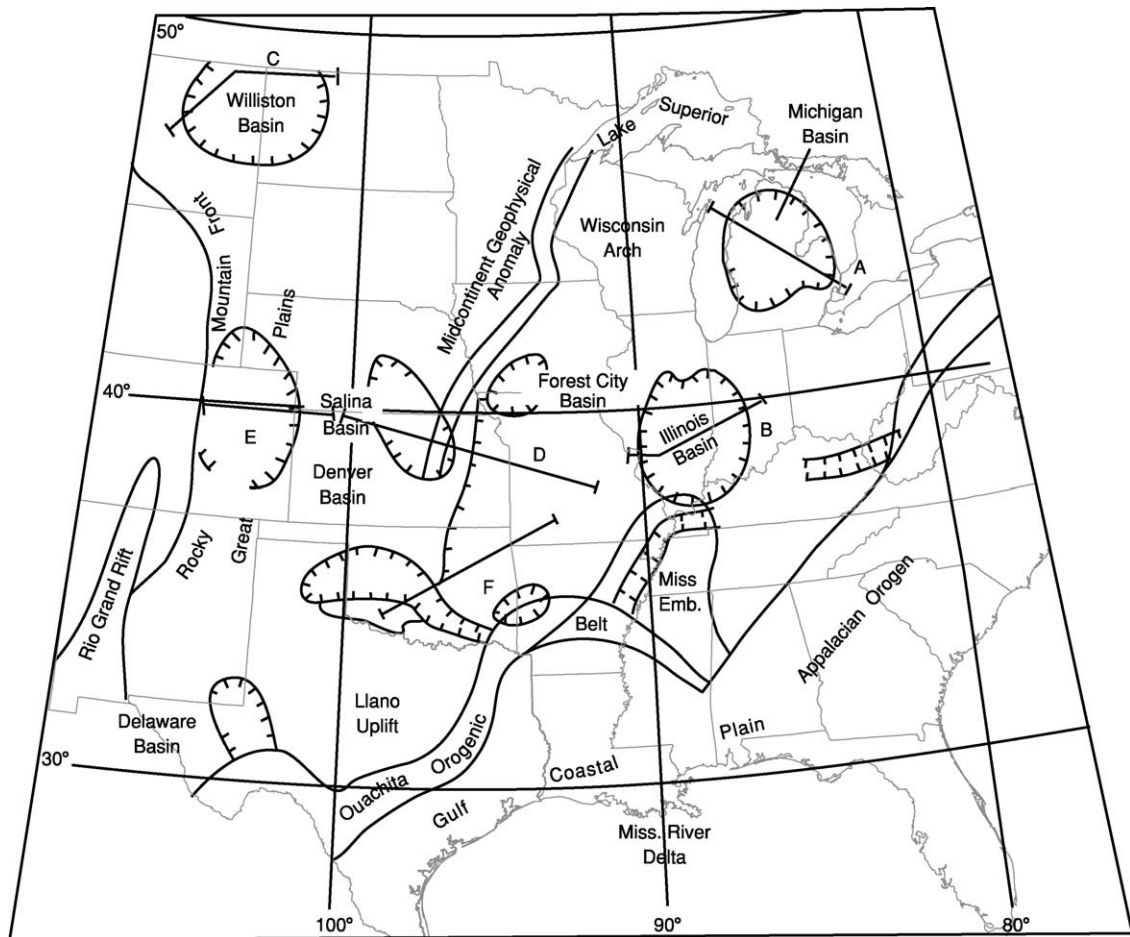 50°
C
Williston
Basin
Superior
Lake
Michigan
Basin
Midcontinent Geophysical
Anomaly
Wisconsin
Arch
A
Front
Mountain
Rocky
Plains
Great
40°
Salina
Basin
Forest City
Basin
Illinois
Basin
B
E
D
Denver
Basin
Rio Grand Rift
F
Miss
Emb.
Belt
Appalacian Orogen
Llano
Uplift
Delaware
Basin
Orogenic
Ouachita
Plain
Coastal
Gulf
30°
Miss. River
Delta
100°
90°
80°